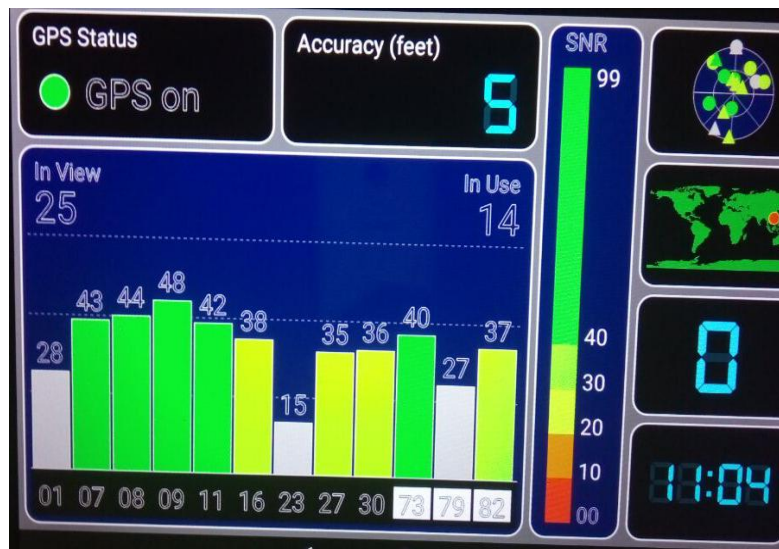 GPS Status
GPS on
Accuracy (feet)
5
In View
25
In Use
14
28 43 44 48 42 38 15 35 36 40 27 37
01 07 08 09 11 16 23 27 30 73 79 82
SNR
99
40
30
20
10
00
0
11:04